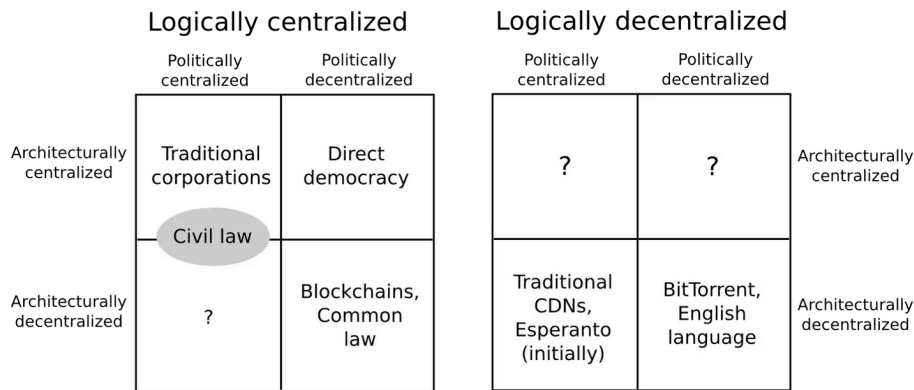 Logically centralized
Logically decentralized
Politically
centralized
Politically
decentralized
Politically
centralized
Politically
decentralized
Architecturally
centralized
Traditional
corporations
Direct
democracy
?
?
Architecturally
centralized
Civil law
Architecturally
decentralized
?
Blockchains,
Common
law
Traditional
CDNs,
Esperanto
(initially)
BitTorrent,
English
language
Architecturally
decentralized